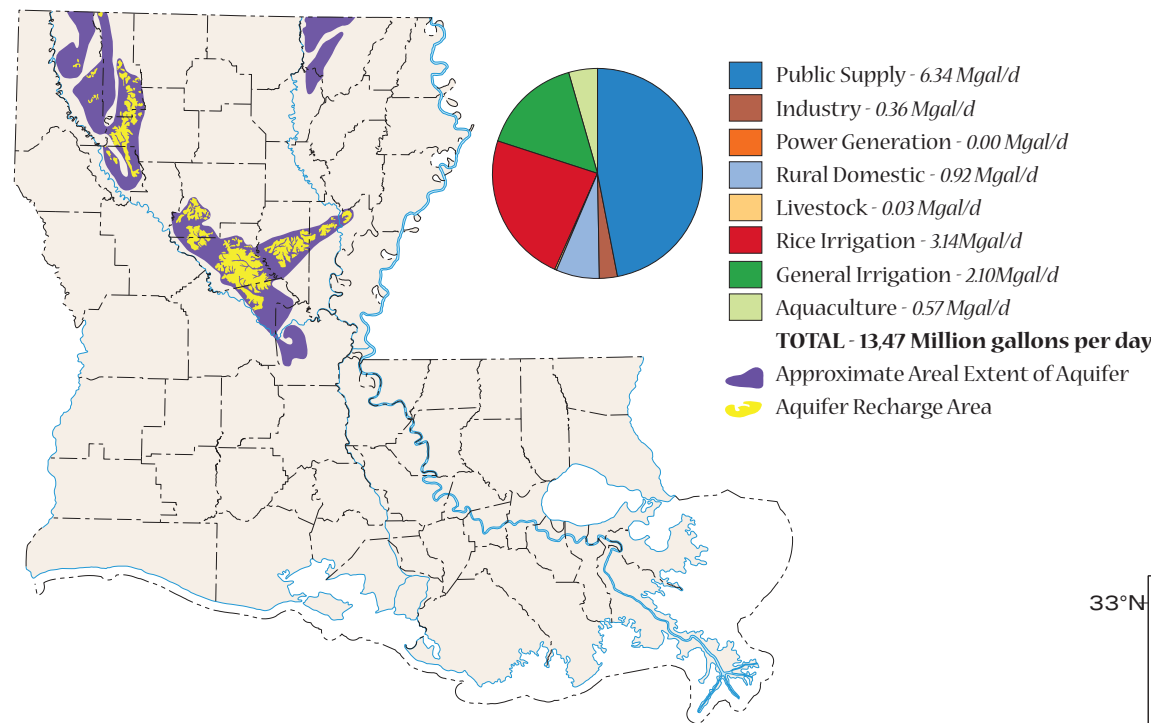 Public Supply - 6.34 Mgal/d
Industry - 0.36 Mgal/d
Power Generation - 0.00 Mgal/d
Rural Domestic - 0.92 Mgal/d
Livestock - 0.03 Mgal/d
Rice Irrigation - 3.14Mgal/d
General Irrigation - 2.10Mgal/d
Aquaculture - 0.57 Mgal/d
TOTAL - 13,47 Million gallons per day
Approximate Areal Extent of Aquifer
Aquifer Recharge Area
33°N